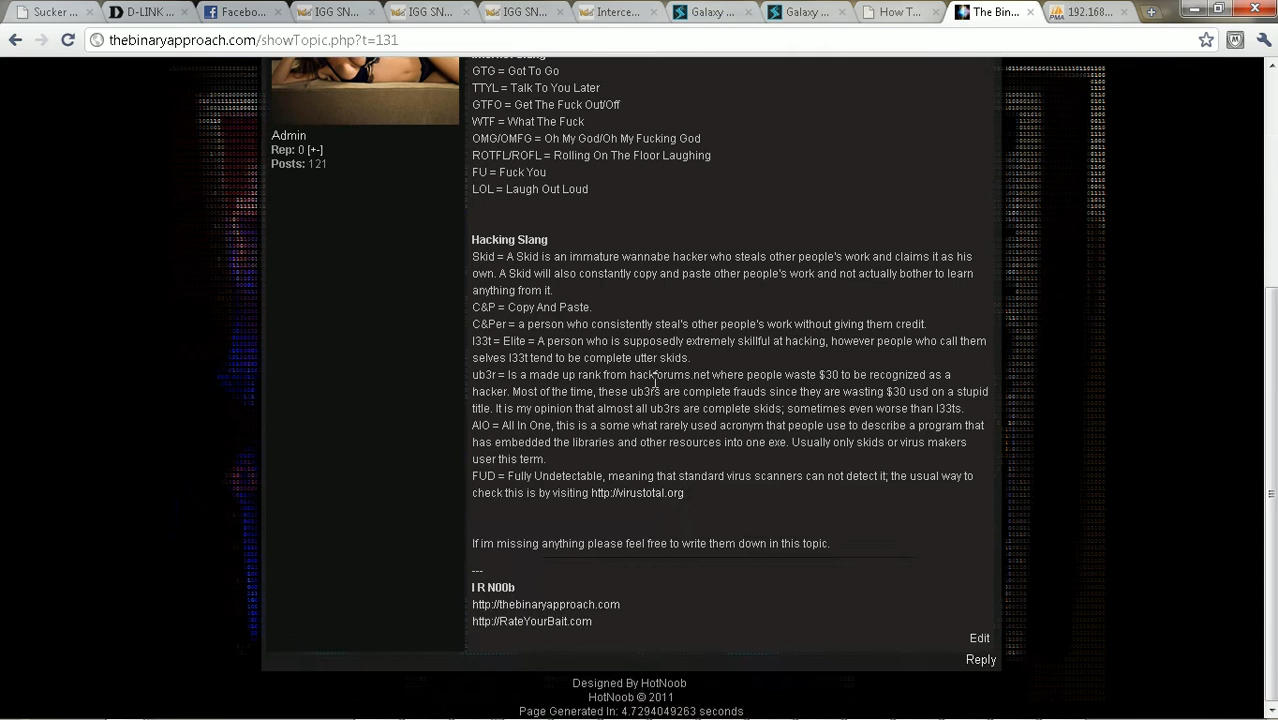 Sucker
D-LINK
Facebo
IGG SN
IGG SN
IGG SN
Interce
Galaxy
Galaxy
How T
The Bin
192.168
thebinaryapproach.com/showTopic.php?t=131
GTG = Got To Go
TTYL = Talk To You Later
GTFO = Get The Fuck Out/Off
WTF = What The Fuck
OMG/OMFG = Oh My God/Oh My Fucking God
ROTFL/ROFL = Rolling On The Floor Laughing
FU = Fuck You
LOL = Laugh Out Loud
Admin
Rep: 0 [+-]
Posts: 121
Hacking Slang
Skid = A Skid is an immature wannabe hacker who steals other people's work and claims it as his
own. A Skid will also constantly copy and paste other people's work and not actually bother to learn
anything from it.
C&P = Copy And Paste.
C&Per = a person who consistently steal's other people's work without giving them credit.
l33t = Elite = A person who is supposedly extremely skillful at hacking, however people who call them
selves l33t tend to be complete utter skids.
ub3r = Is a made up rank from hackforums.net where people waste $30 to be recognized as a
hacker. Most of the time, these ub3rs are complete frauds since they are wasting $30 usd on a stupid
title. It is my opinion that almost all ub3rs are complete skids; sometimes even worse than l33ts.
AIO = All In One, this is a some what rarely used acronym that people use to describe a program that
has embedded the libraries and other resources into one exe. Usually only skids or virus makers
user this term.
FUD = Fully Undetectable, meaning that standard virus scanners can not detect it; the usual way to
check this is by visiting http://virustotal.org
If im missing anything please feel free to write them down in this topic.
---
I R N00b
http://thebinaryapproach.com
http://RateYourBait.com
Edit
Reply
Designed By HotNoob
HotNoob © 2011
Page Generated In: 4.7294049263 seconds